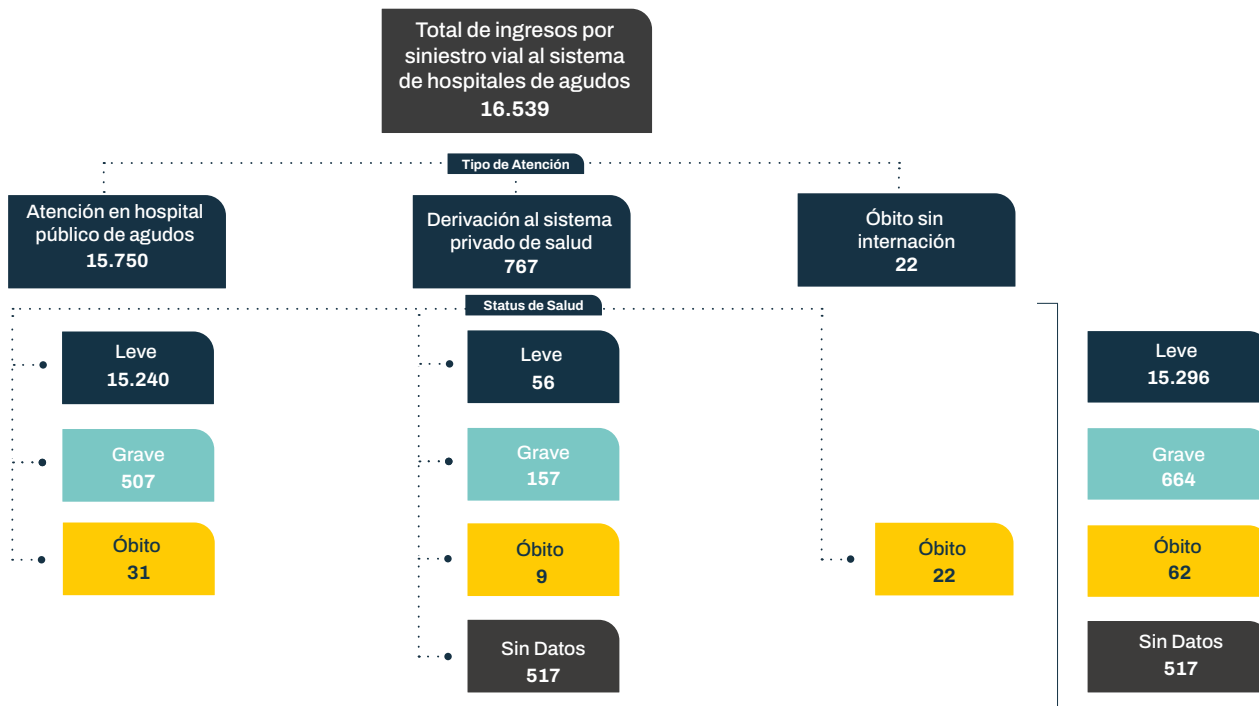 Total de ingresos por
siniestro vial al sistema
de hospitales de agudos
16.539
Tipo de Atención
Atención en hospital
público de agudos
15.750
Derivación al sistema
privado de salud
767
Óbito sin
internación
22
Status de Salud
Leve
15.240
Grave
507
Óbito
31
Leve
56
Grave
157
Óbito
9
Sin Datos
517
Óbito
22
Leve
15.296
Grave
664
Óbito
62
Sin Datos
517